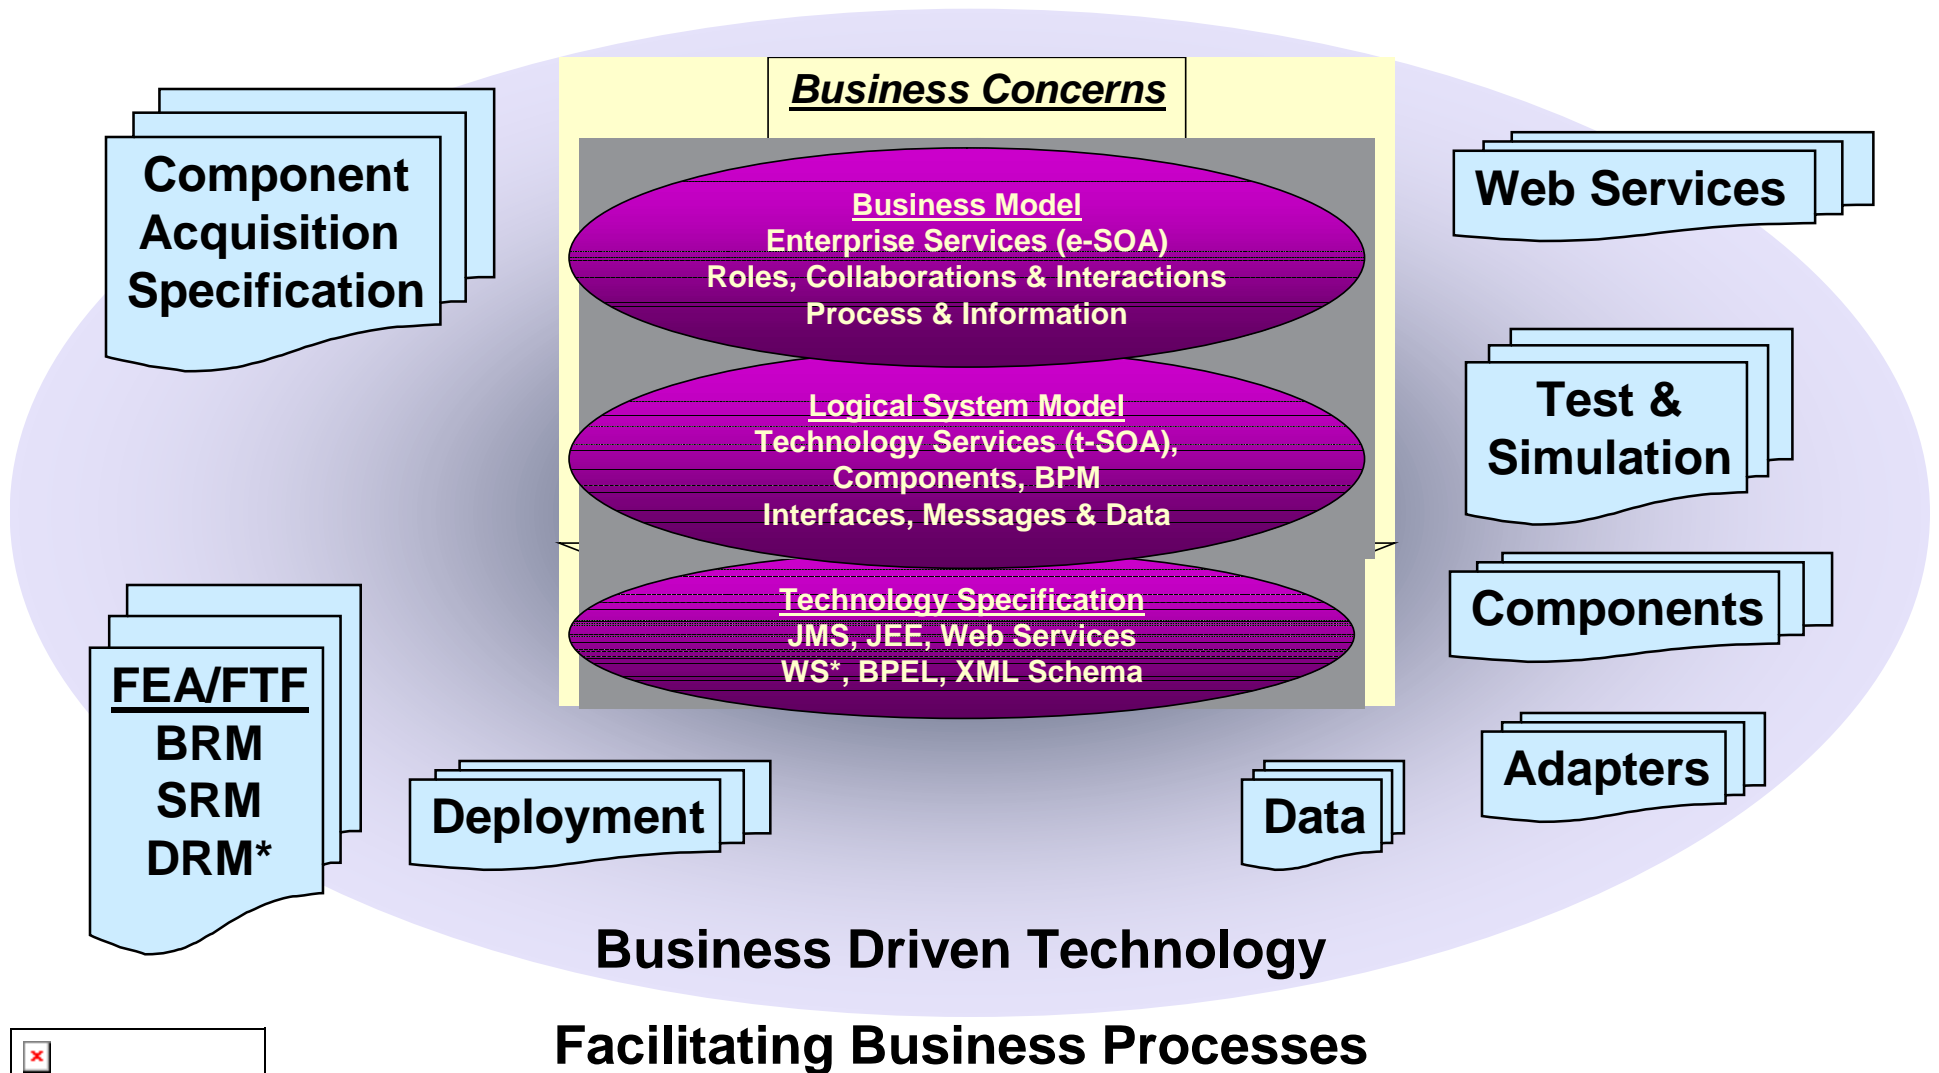 Business Concerns
Component
Acquisition
Specification
Business Model
Enterprise Services (e-SOA)
Roles, Collaborations & Interactions
Process & Information
Web Services
Logical System Model
Technology Services (t-SOA),
Components, BPM
Interfaces, Messages & Data
Test &
Simulation
Technology Specification
JMS, JEE, Web Services
WS*, BPEL, XML Schema
Components
FEA/FTF
BRM
SRM
DRM*
Deployment
Data
Adapters
Business Driven Technology
Facilitating Business Processes